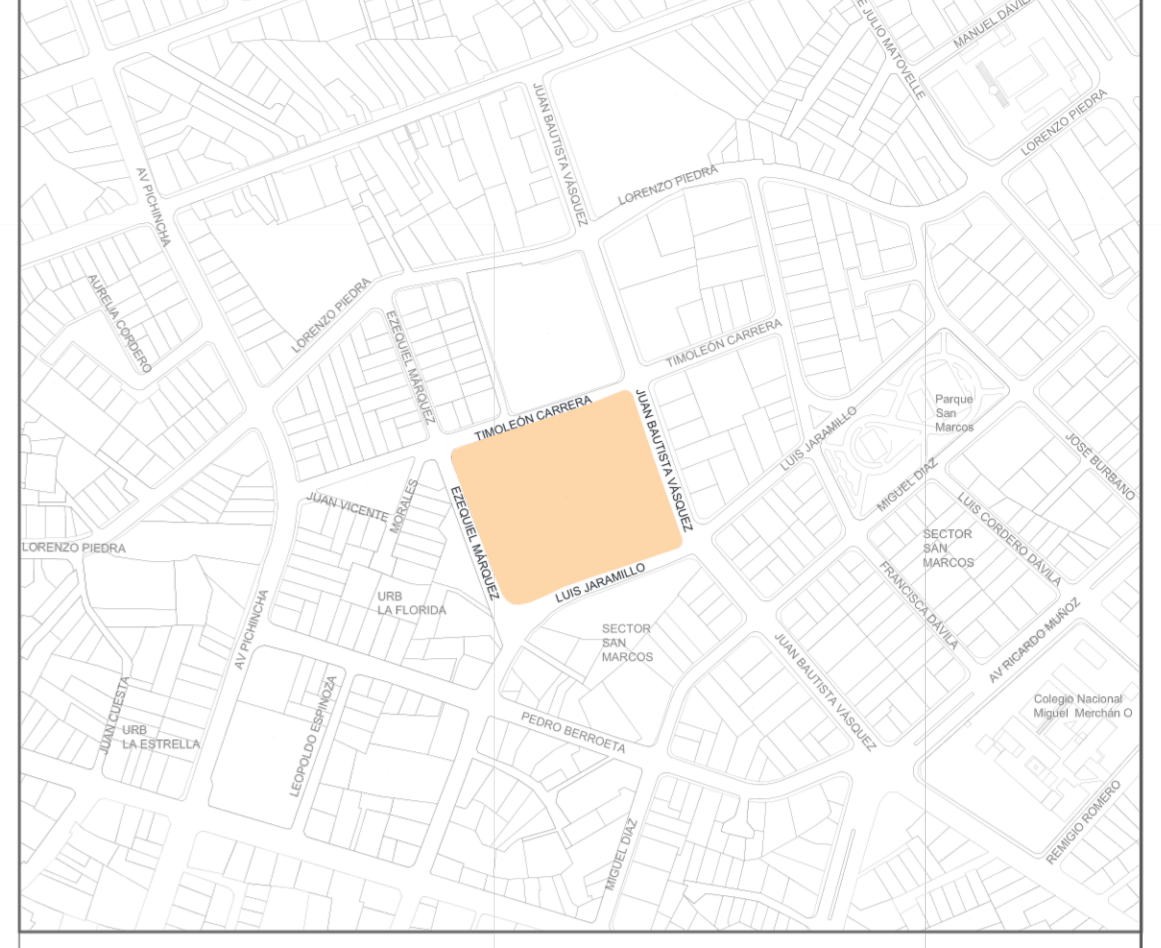 E JULIO MATOVELLE
MANUEL DÁVILA
LORENZO PIEDRA
JUAN BAUTISTA VÁSQUEZ
AV PICHINCHA
LORENZO PIEDRA
AURELIA CORDERO
LORENZO PIEDRA
EZEQUIEL MÁRQUEZ
TIMOLEÓN CARRERA
TIMOLEÓN CARRERA
JUAN BAUTISTA VÁSQUEZ
Parque
San
Marcos
LUIS JARAMILLO
JOSE BURBANO
MIGUEL DIAZ
JUAN VICENTE
MORALES
EZEQUIEL MÁRQUEZ
LUIS CORDERO DÁVILA
LORENZO PIEDRA
SECTOR
SAN
MARCOS
FRANCISCA DÁVILA
LUIS JARAMILLO
URB
LA FLORIDA
AV PICHINCHA
SECTOR
SAN
MARCOS
AV RICARDO MUÑOZ
JUAN BAUTISTA VÁSQUEZ
JUAN CUESTA
LEOPOLDO ESPINOZA
Colegio Nacional
Miguel Merchán O
PEDRO BERROETA
URB
LA ESTRELLA
REMIGIO ROMERO
MIGUEL DIAZ